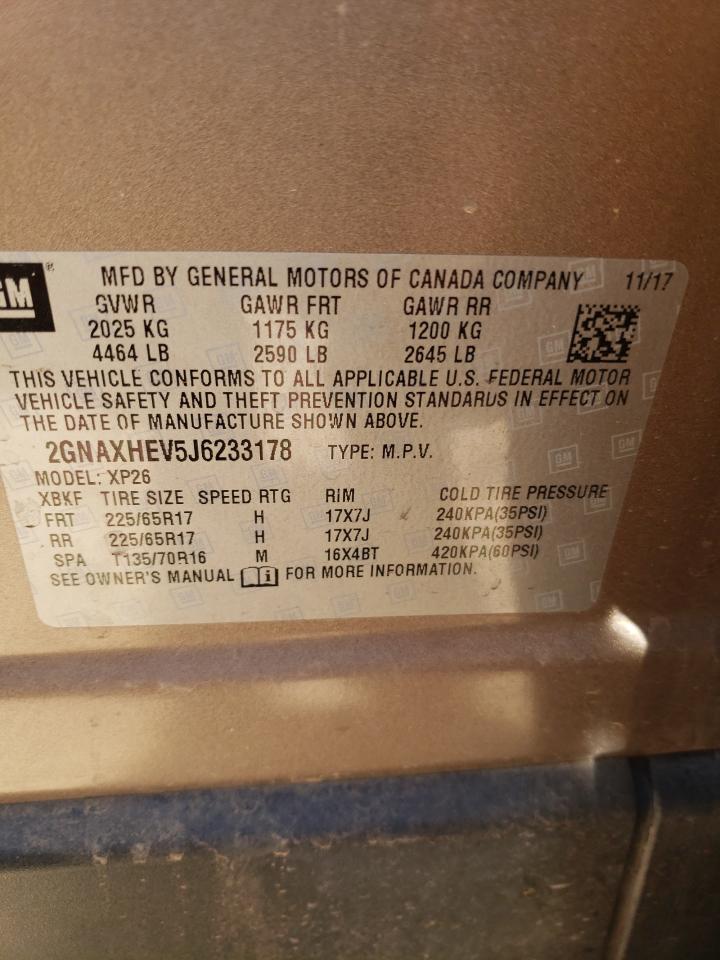 GM ®
MFD BY GENERAL MOTORS OF CANADA COMPANY 11/17
GVWR GAWR FRT GAWR RR
2025 KG 1175 KG 1200 KG
4464 LB 2590 LB 2645 LB
THIS VEHICLE CONFORMS TO ALL APPLICABLE U.S. FEDERAL MOTOR
VEHICLE SAFETY AND THEFT PREVENTION STANDARDS IN EFFECT ON
THE DATE OF MANUFACTURE SHOWN ABOVE.
2GNAXHEV5J6233178 TYPE: M.P.V.
MODEL: XP26
XBKF TIRE SIZE SPEED RTG RIM COLD TIRE PRESSURE
FRT 225/65R17 H 17X7J 240KPA(35PSI)
RR 225/65R17 H 17X7J 240KPA(35PSI)
SPA T135/70R16 M 16X4BT 420KPA(60PSI)
SEE OWNER'S MANUAL FOR MORE INFORMATION.